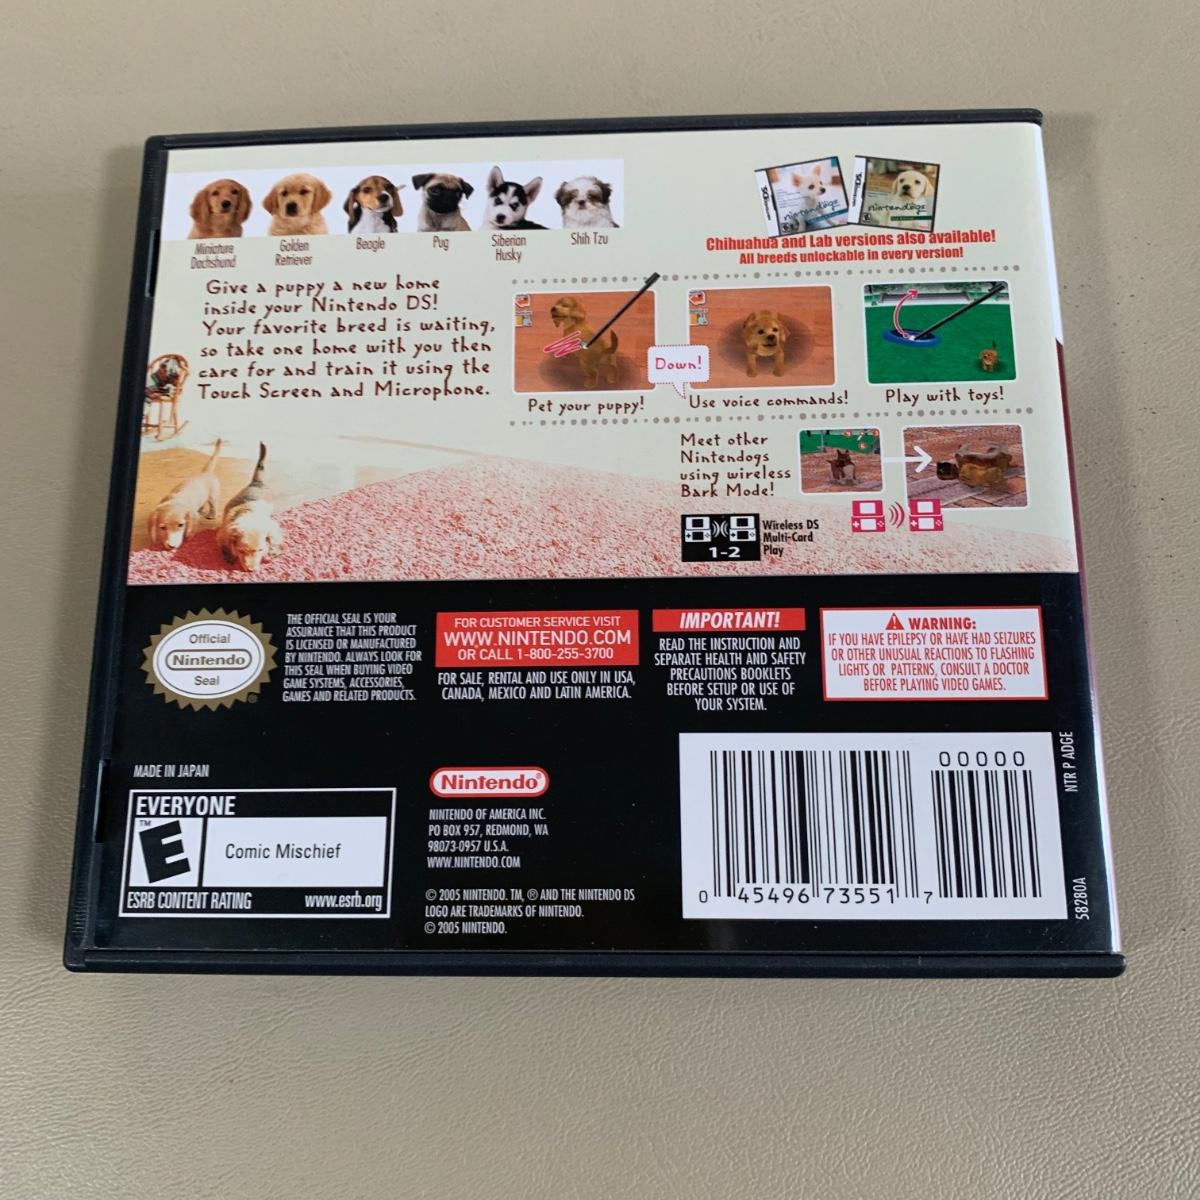 Miniature
Dachshund
Golden
Retriever
Beagle
Pug
Siberian
Husky
Shih Tzu
nintendogs
nintendogs
Chihuahua and Lab versions also available!
All breeds unlockable in every version!
Give a puppy a new home
inside your Nintendo DS!
Your favorite breed is waiting,
so take one home with you then
care for and train it using the
Touch Screen and Microphone.
Down!
Pet your puppy!
Use voice commands!
Play with toys!
Meet other
Nintendogs
using wireless
Bark Mode!
1-2
Wireless DS
Multi-Card
Play
Official
Nintendo
Seal
THE OFFICIAL SEAL IS YOUR
ASSURANCE THAT THIS PRODUCT
IS LICENSED OR MANUFACTURED
BY NINTENDO. ALWAYS LOOK FOR
THIS SEAL WHEN BUYING VIDEO
GAME SYSTEMS, ACCESSORIES,
GAMES AND RELATED PRODUCTS.
FOR CUSTOMER SERVICE VISIT
WWW.NINTENDO.COM
OR CALL 1-800-255-3700
FOR SALE, RENTAL AND USE ONLY IN USA,
CANADA, MEXICO AND LATIN AMERICA.
IMPORTANT!
READ THE INSTRUCTION AND
SEPARATE HEALTH AND SAFETY
PRECAUTIONS BOOKLETS
BEFORE SETUP OR USE OF
YOUR SYSTEM.
WARNING:
IF YOU HAVE EPILEPSY OR HAVE HAD SEIZURES
OR OTHER UNUSUAL REACTIONS TO FLASHING
LIGHTS OR PATTERNS, CONSULT A DOCTOR
BEFORE PLAYING VIDEO GAMES.
MADE IN JAPAN
EVERYONE
TM
E
Comic Mischief
ESRB CONTENT RATING www.esrb.org
Nintendo®
NINTENDO OF AMERICA INC.
PO BOX 957, REDMOND, WA
98073-0957 U.S.A.
WWW.NINTENDO.COM
© 2005 NINTENDO. TM, ® AND THE NINTENDO DS
LOGO ARE TRADEMARKS OF NINTENDO.
© 2005 NINTENDO.
00000
0 45496 73551 7
NTR P ADGE
58280A